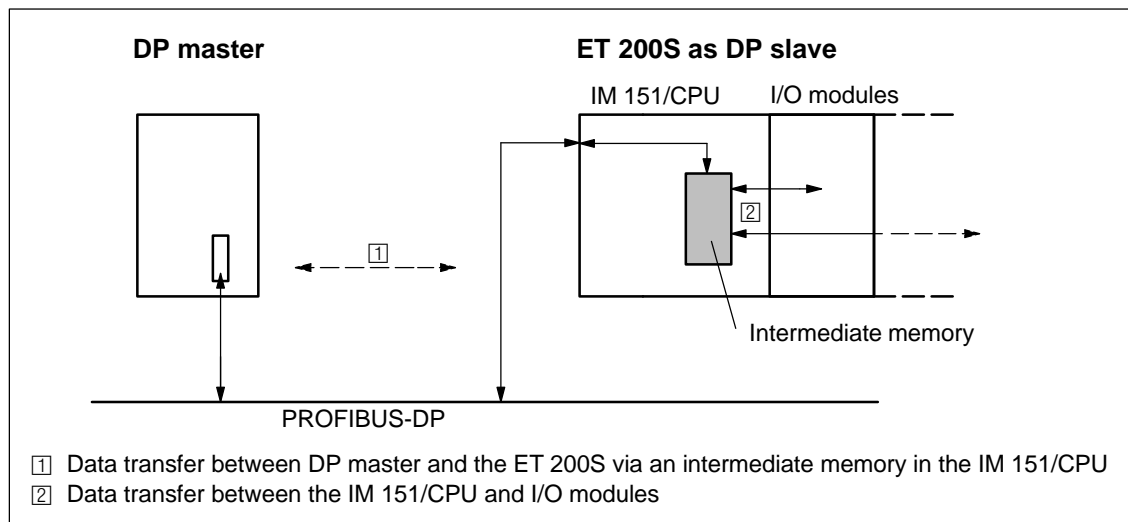 DP master
ET 200S as DP slave
IM 151/CPU
I/O modules
1
2
Intermediate memory
PROFIBUS-DP
1 Data transfer between DP master and the ET 200S via an intermediate memory in the IM 151/CPU
2 Data transfer between the IM 151/CPU and I/O modules